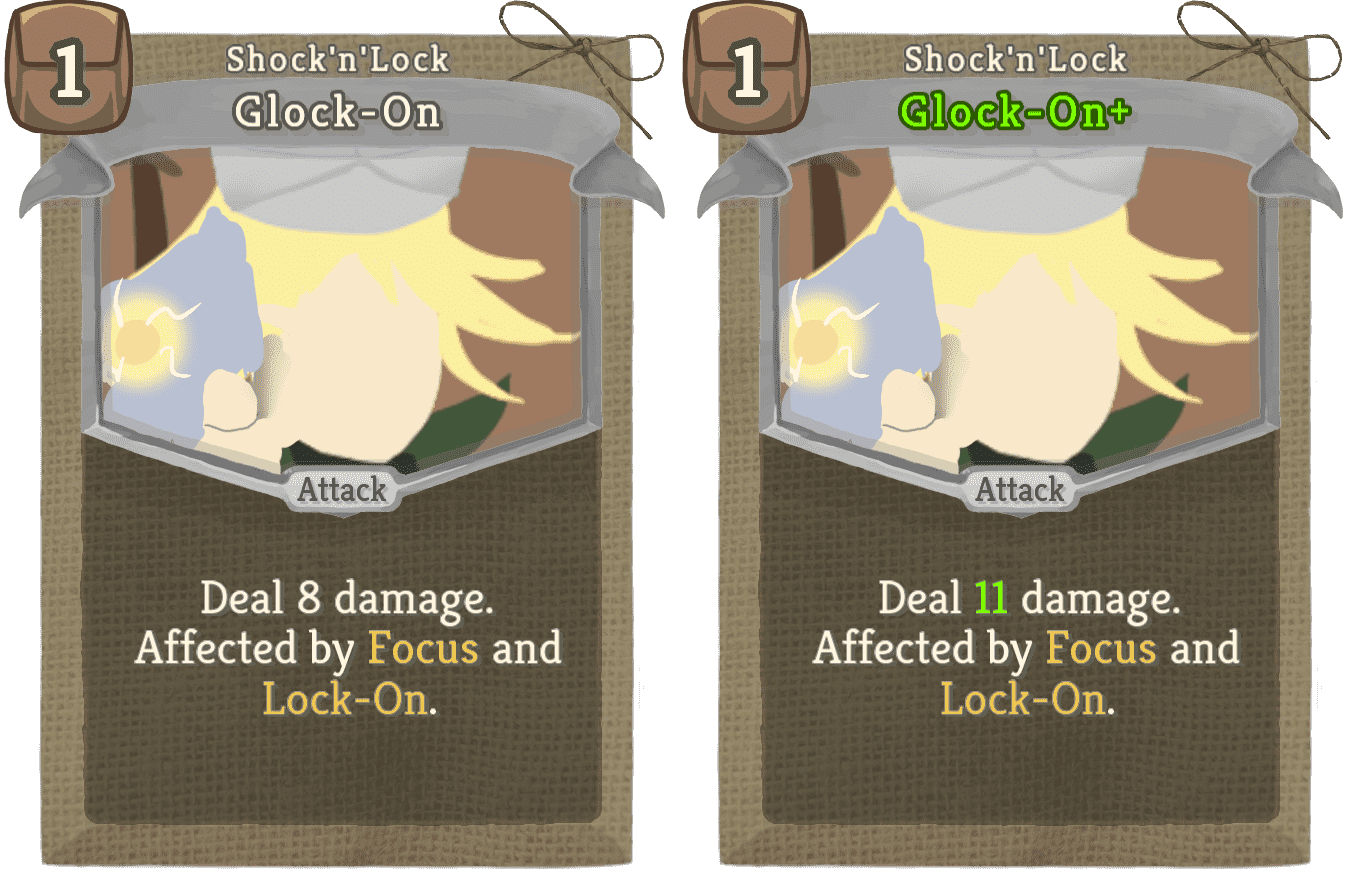 1
Shock'n'Lock
Glock-On
Attack
Deal 8 damage.
Affected by Focus and
Lock-On.
1
Shock'n'Lock
Glock-On+
Attack
Deal 11 damage.
Affected by Focus and
Lock-On.